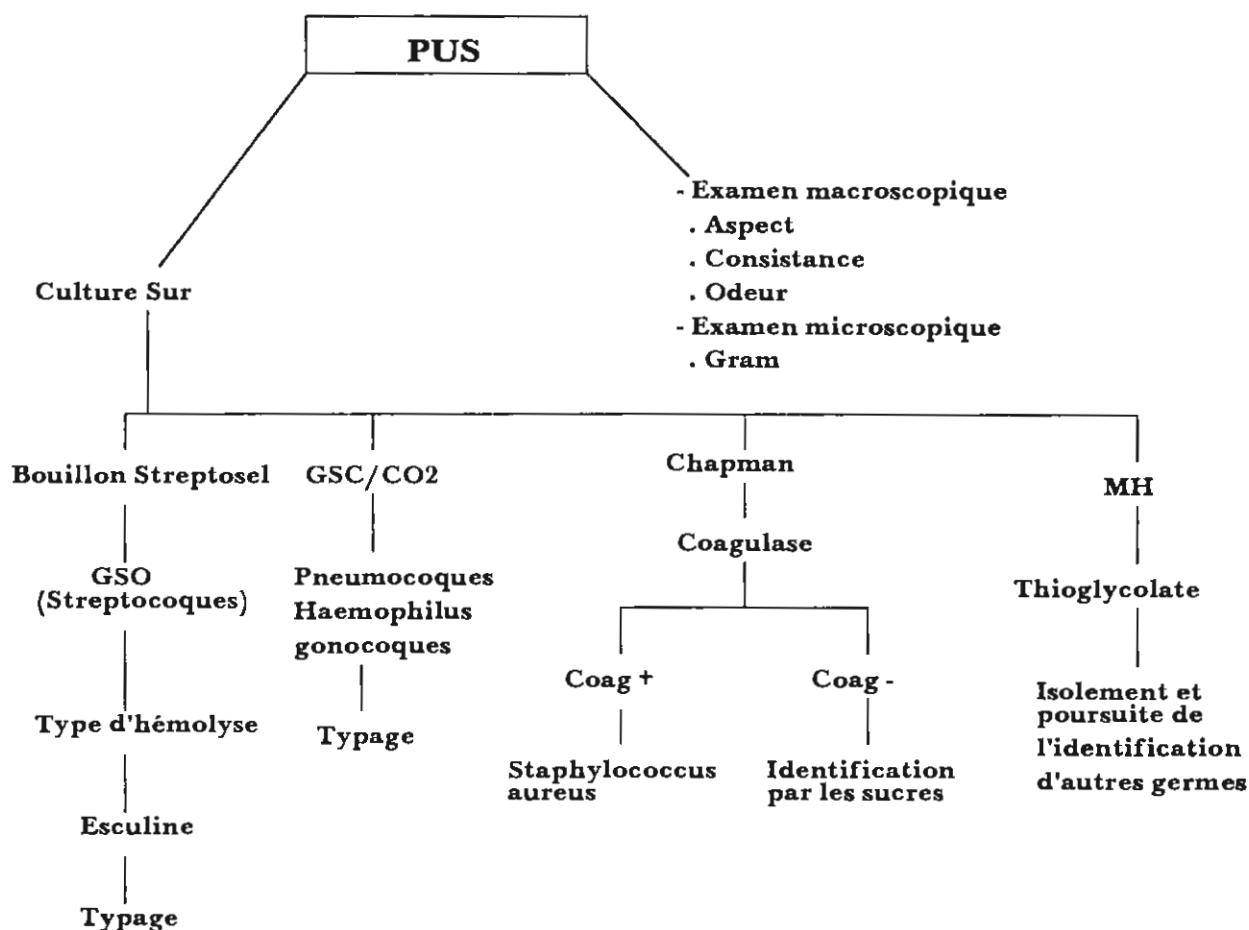 PUS
- Examen macroscopique
. Aspect
. Consistance
. Odeur
- Examen microscopique
. Gram
Culture Sur
Bouillon Streptosel
GSO
(Streptocoques)
Type d'hémolyse
Esculine
Typage
GSC/CO2
Pneumocoques
Haemophilus
gonocoques
Typage
Chapman
Coagulase
Coag +
Staphylococcus
aureus
Coag -
Identification
par les sucres
MH
Thioglycolate
Isolement et
poursuite de
l'identification
d'autres germes